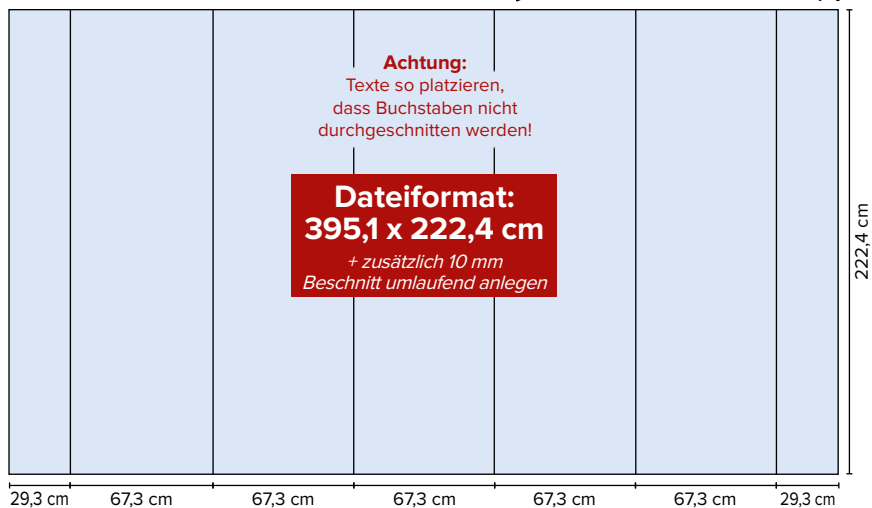 Achtung:
Texte so platzieren,
dass Buchstaben nicht
durchgeschnitten werden!
Dateiformat:
395,1 x 222,4 cm
+ zusätzlich 10 mm
Beschnitt umlaufend anlegen
222,4 cm
29,3 cm 67,3 cm 67,3 cm 67,3 cm 67,3 cm 67,3 cm 29,3 cm